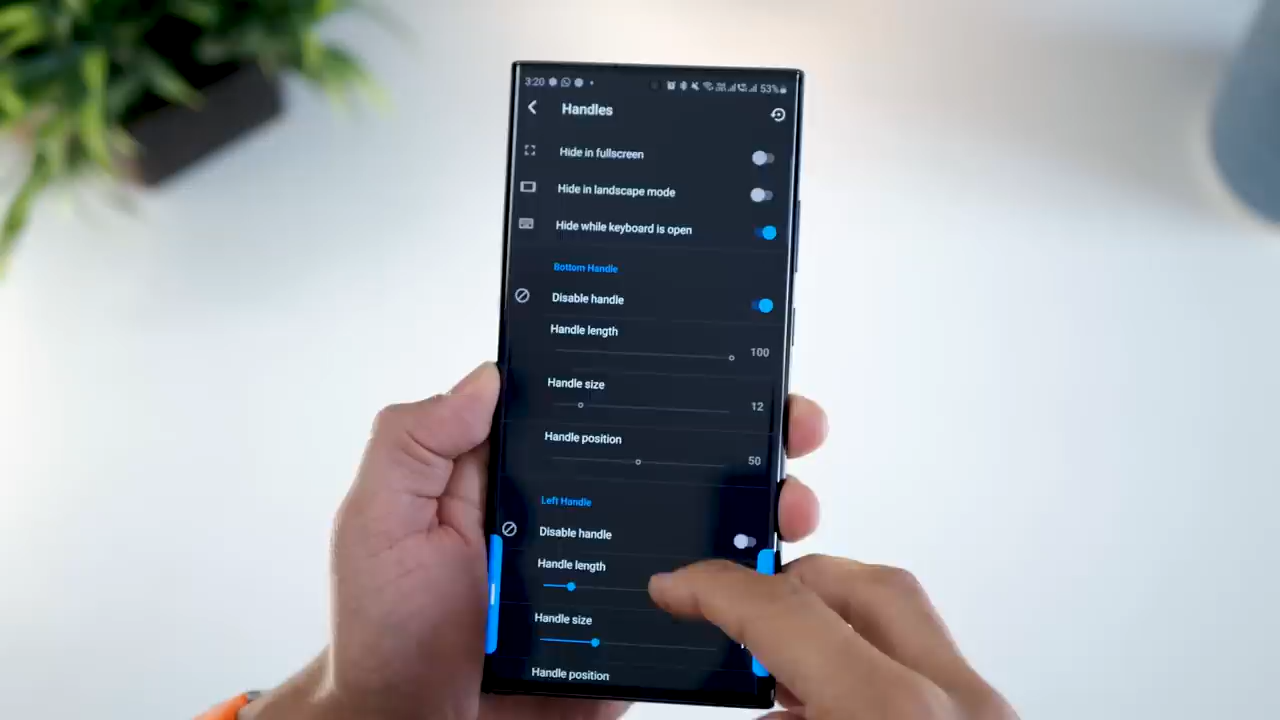 3:20 53%
Handles
Hide in fullscreen
Hide in landscape mode
Hide while keyboard is open
Bottom Handle
Disable handle
Handle length
100
Handle size
12
Handle position
50
Left Handle
Disable handle
Handle length
Handle size
Handle position